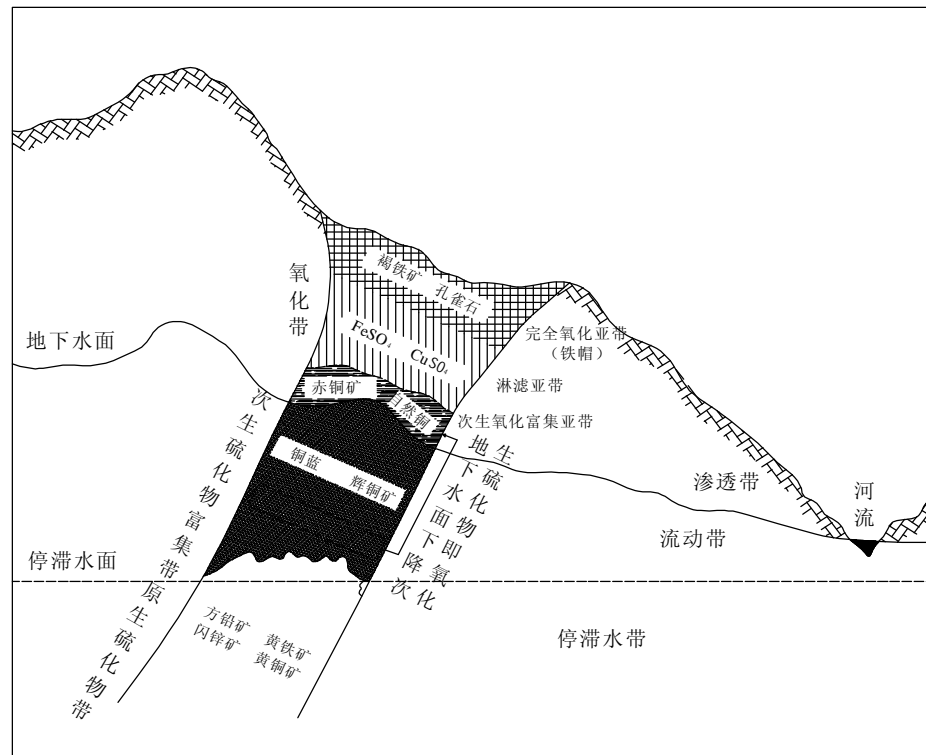 氧化带
褐铁矿
孔雀石
地下水面
FeSO₄
CuSO₄
完全氧化亚带
（铁帽）
赤铜矿
自然铜
淋滤亚带
次生氧化富集亚带
次生硫化物富集带
铜蓝
辉铜矿
地下水面下降次
生硫化物即氧化
渗透带
河流
流动带
停滞水面
原生硫化物带
方铅矿
闪锌矿
黄铁矿
黄铜矿
停滞水带